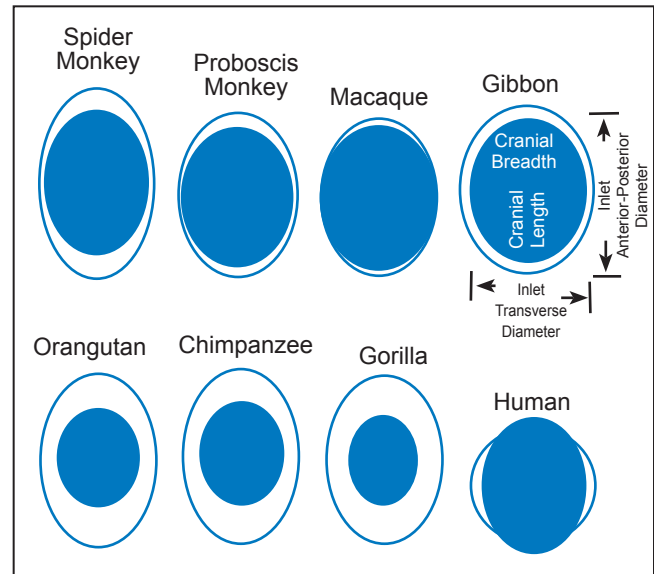 Spider
Monkey
Proboscis
Monkey
Macaque
Gibbon
Cranial
Breadth
Cranial
Length
Inlet
Anterior-Posterior
Diameter
Inlet
Transverse
Diameter
Orangutan
Chimpanzee
Gorilla
Human